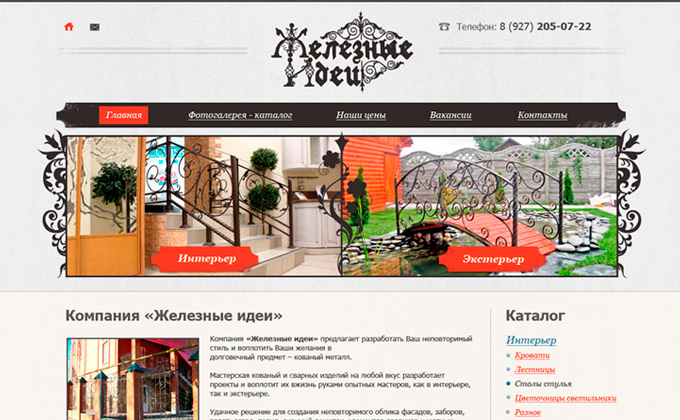 Железные
Идеи
Телефон: 8 (927) 205-07-22
Главная
Фотогалерея - каталог
Наши цены
Вакансии
Контакты
Интерьер
Экстерьер
Компания «Железные идеи»
Компания «Железные идеи» предлагает разработать Ваш неповторимый
стиль и воплотить Ваши желания в
долговечный предмет – кованый металл.
Мастерская кованый и сварных изделий на любой вкус разработает
проекты и воплотит их вжизнь руками опытных мастеров, как в интерьере,
так и экстерьере.
Удачное решение для создания неповторимого облика фасадов, заборов,
Каталог
Интерьер
Кровати
Лестницы
Столы стулья
Цветочницы светильники
Разное